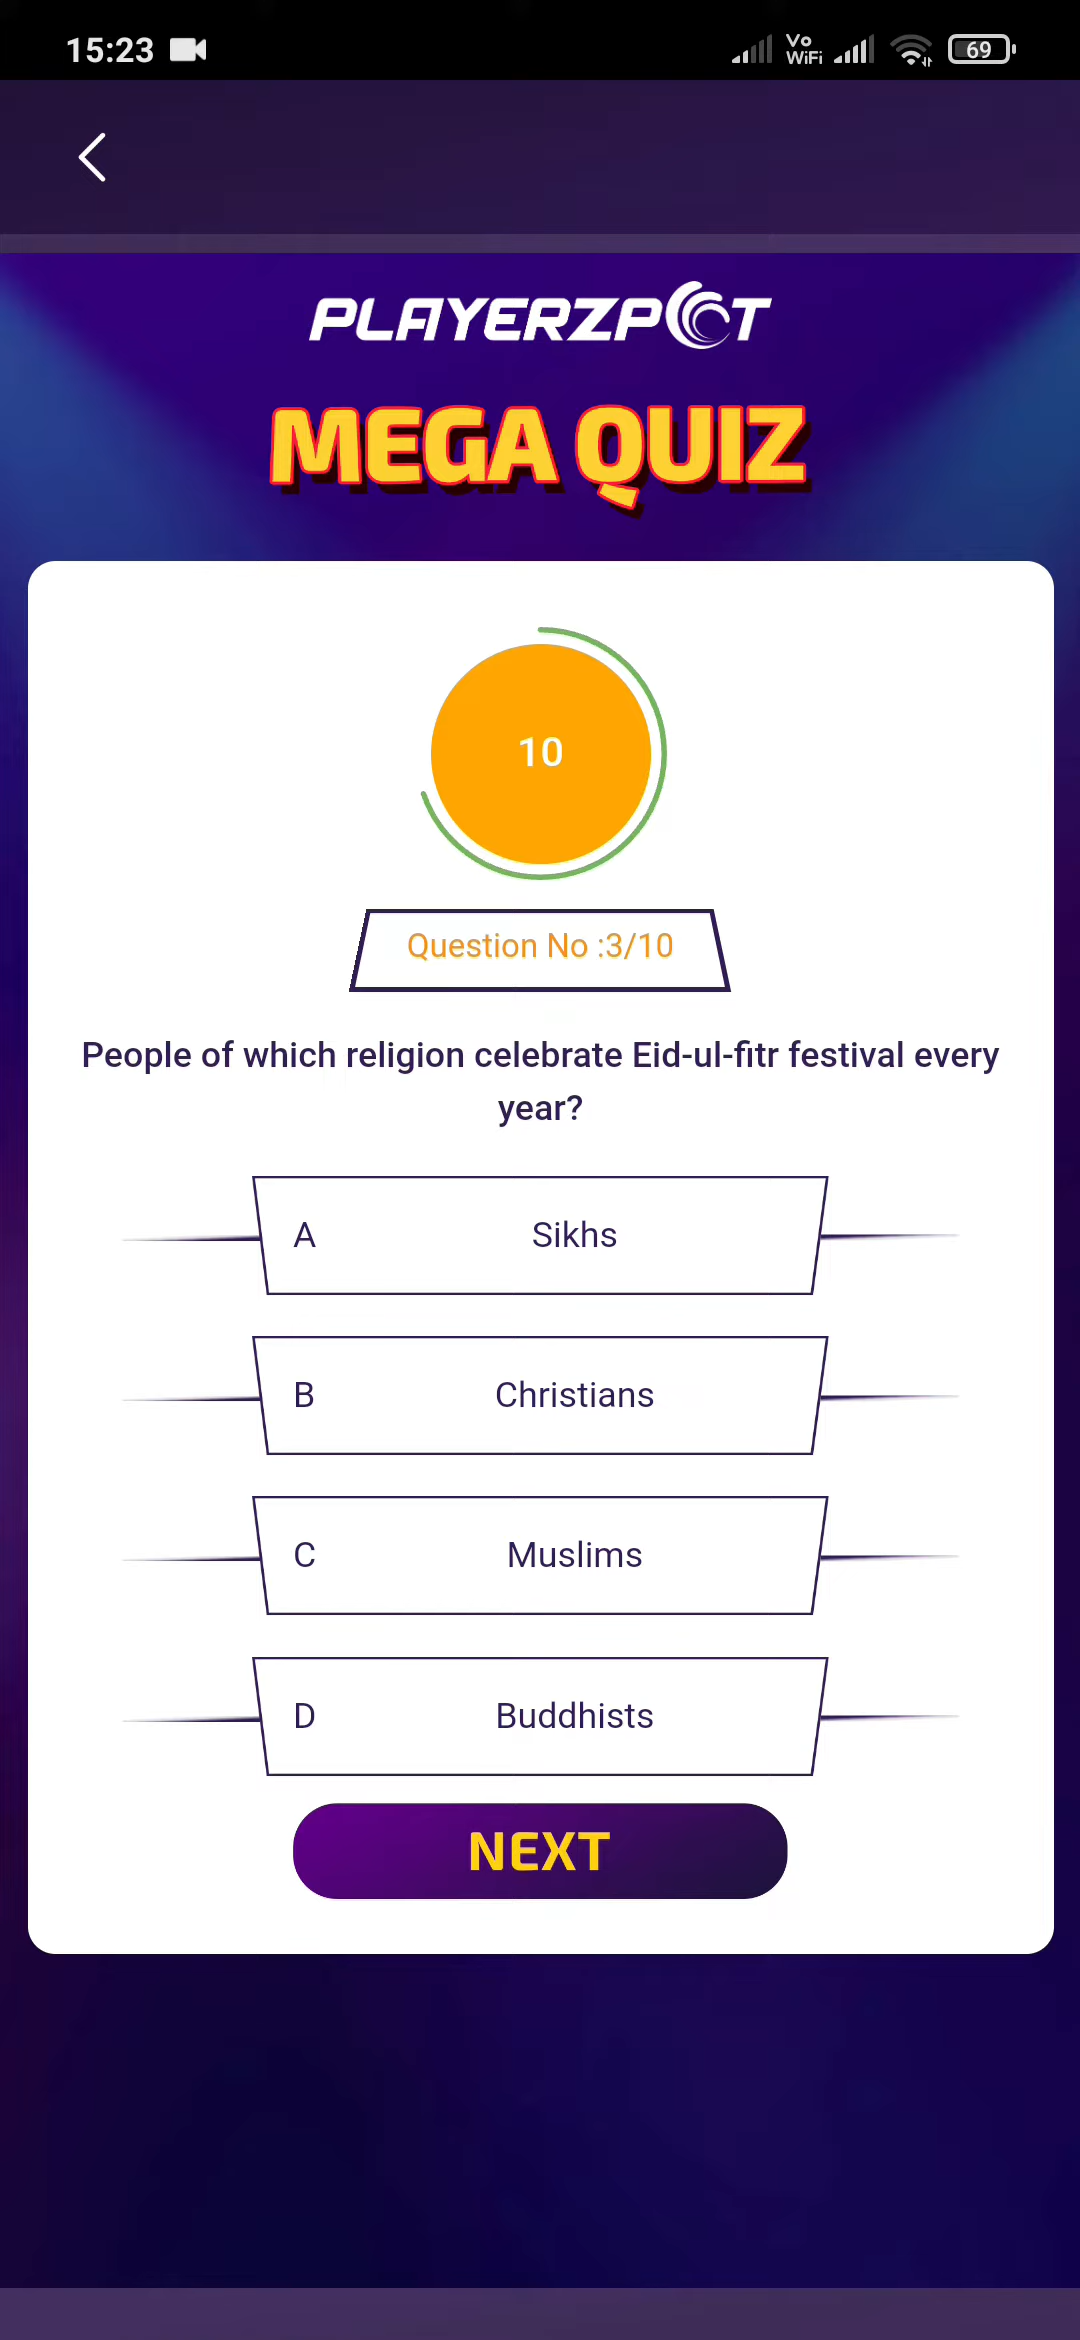 15:23
Vo
WiFi
69
PLAYERZPOT
MEGA QUIZ
10
Question No :3/10
People of which religion celebrate Eid-ul-fitr festival every
year?
A Sikhs
B Christians
C Muslims
D Buddhists
NEXT